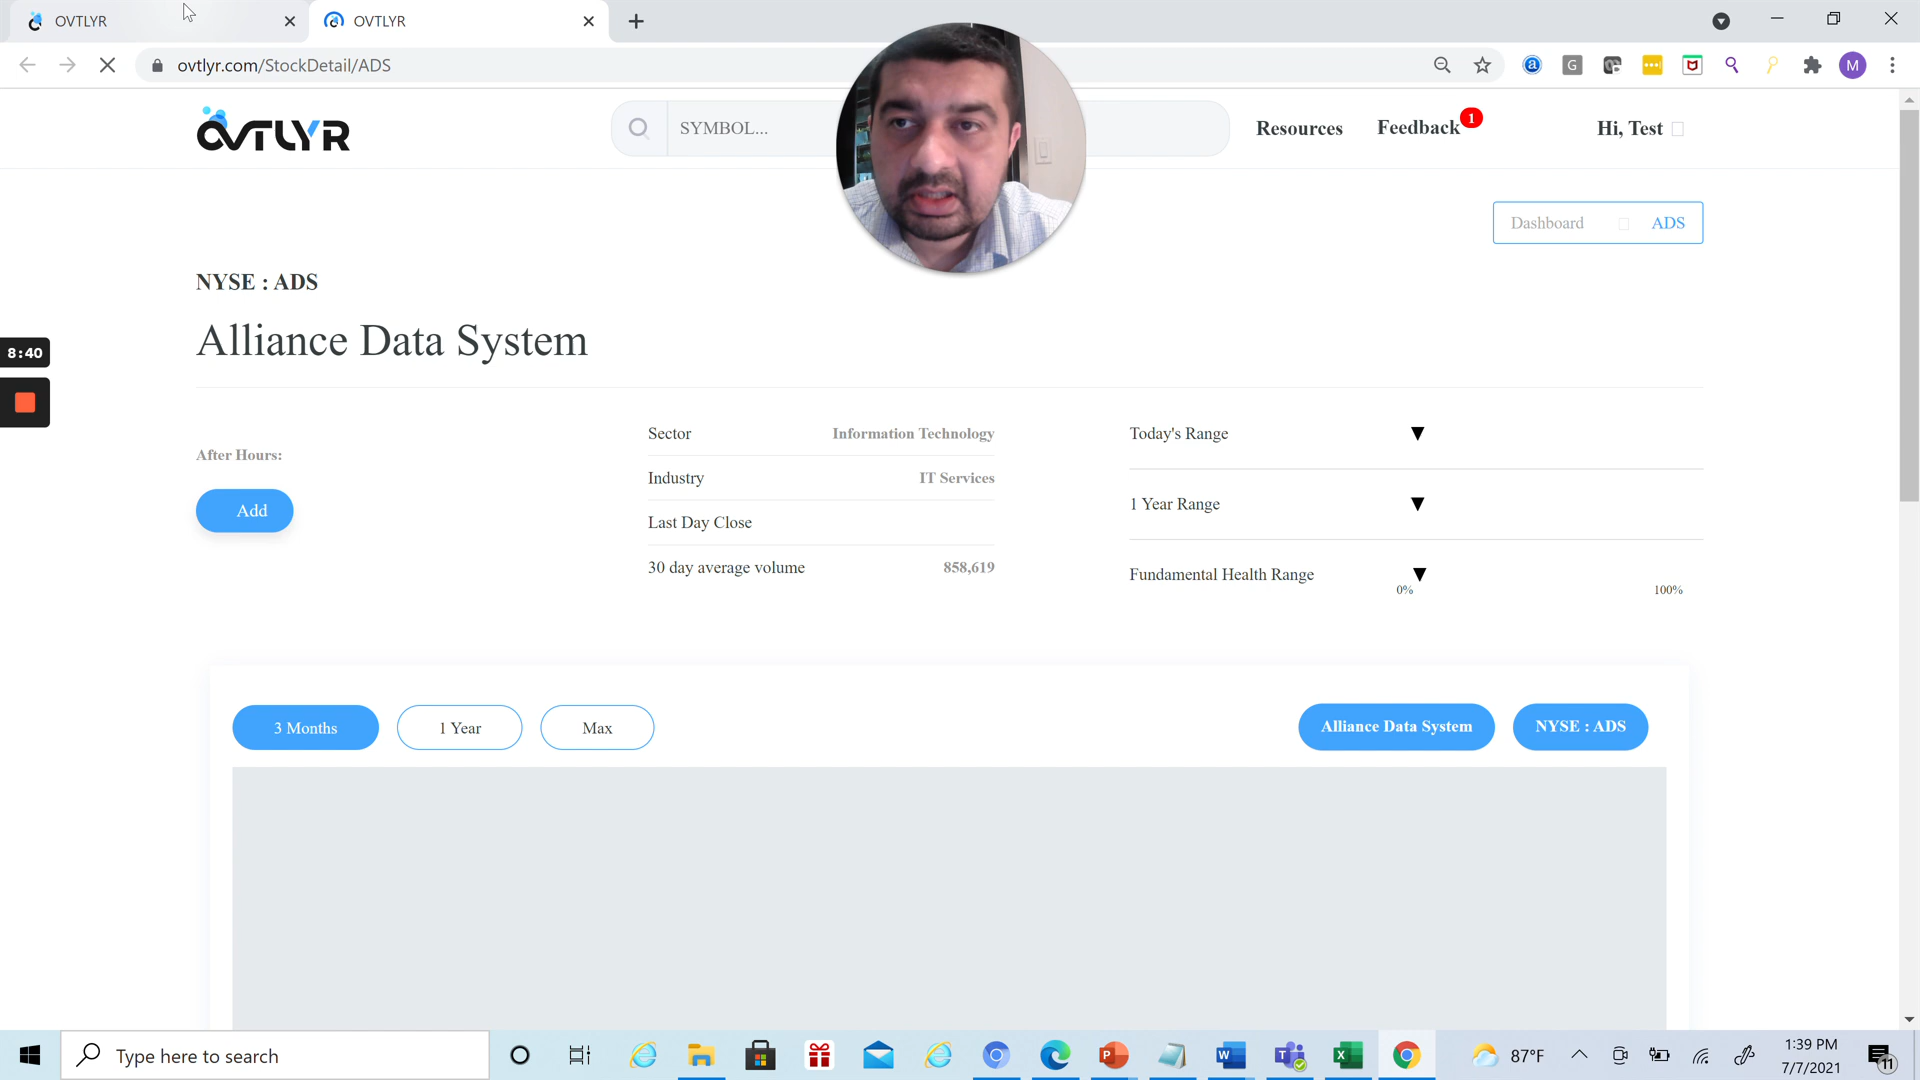 OVTLYR
OVTLYR
ovtlyr.com/StockDetail/ADS
OVTLYR
SYMBOL...
Resources
Feedback 1
Hi, Test
Dashboard ADS
NYSE : ADS
Alliance Data System
8:40
After Hours:
Add
Sector Information Technology
Industry IT Services
Last Day Close
30 day average volume 858,619
Today's Range
1 Year Range
Fundamental Health Range
0% 100%
3 Months
1 Year
Max
Alliance Data System
NYSE : ADS
Type here to search
87°F
1:39 PM
7/7/2021
11